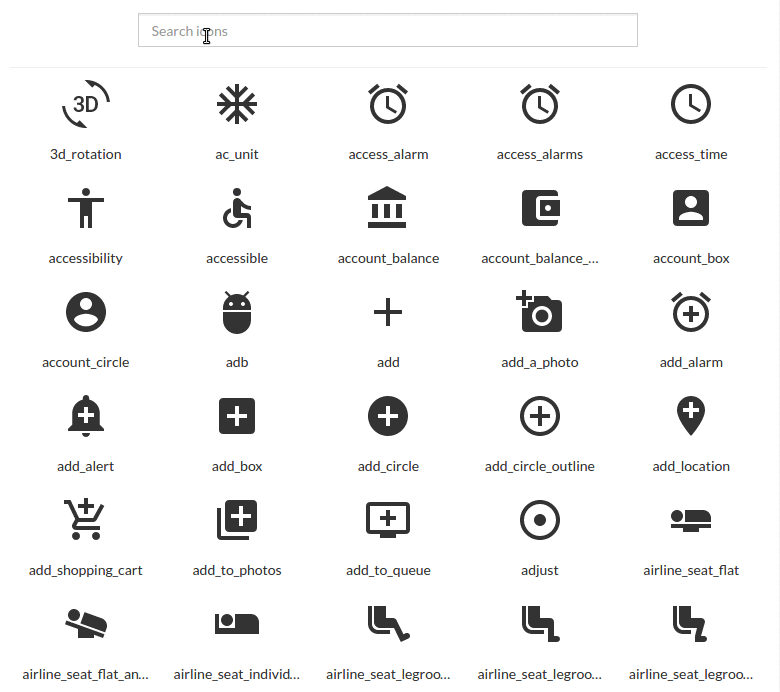 Search icons
3D
3d_rotation ac_unit access_alarm access_alarms access_time
accessibility accessible account_balance account_balance_... account_box
account_circle adb add add_a_photo add_alarm
add_alert add_box add_circle add_circle_outline add_location
add_shopping_cart add_to_photos add_to_queue adjust airline_seat_flat
airline_seat_flat_an... airline_seat_individ... airline_seat_legroo... airline_seat_legroo... airline_seat_legroo...